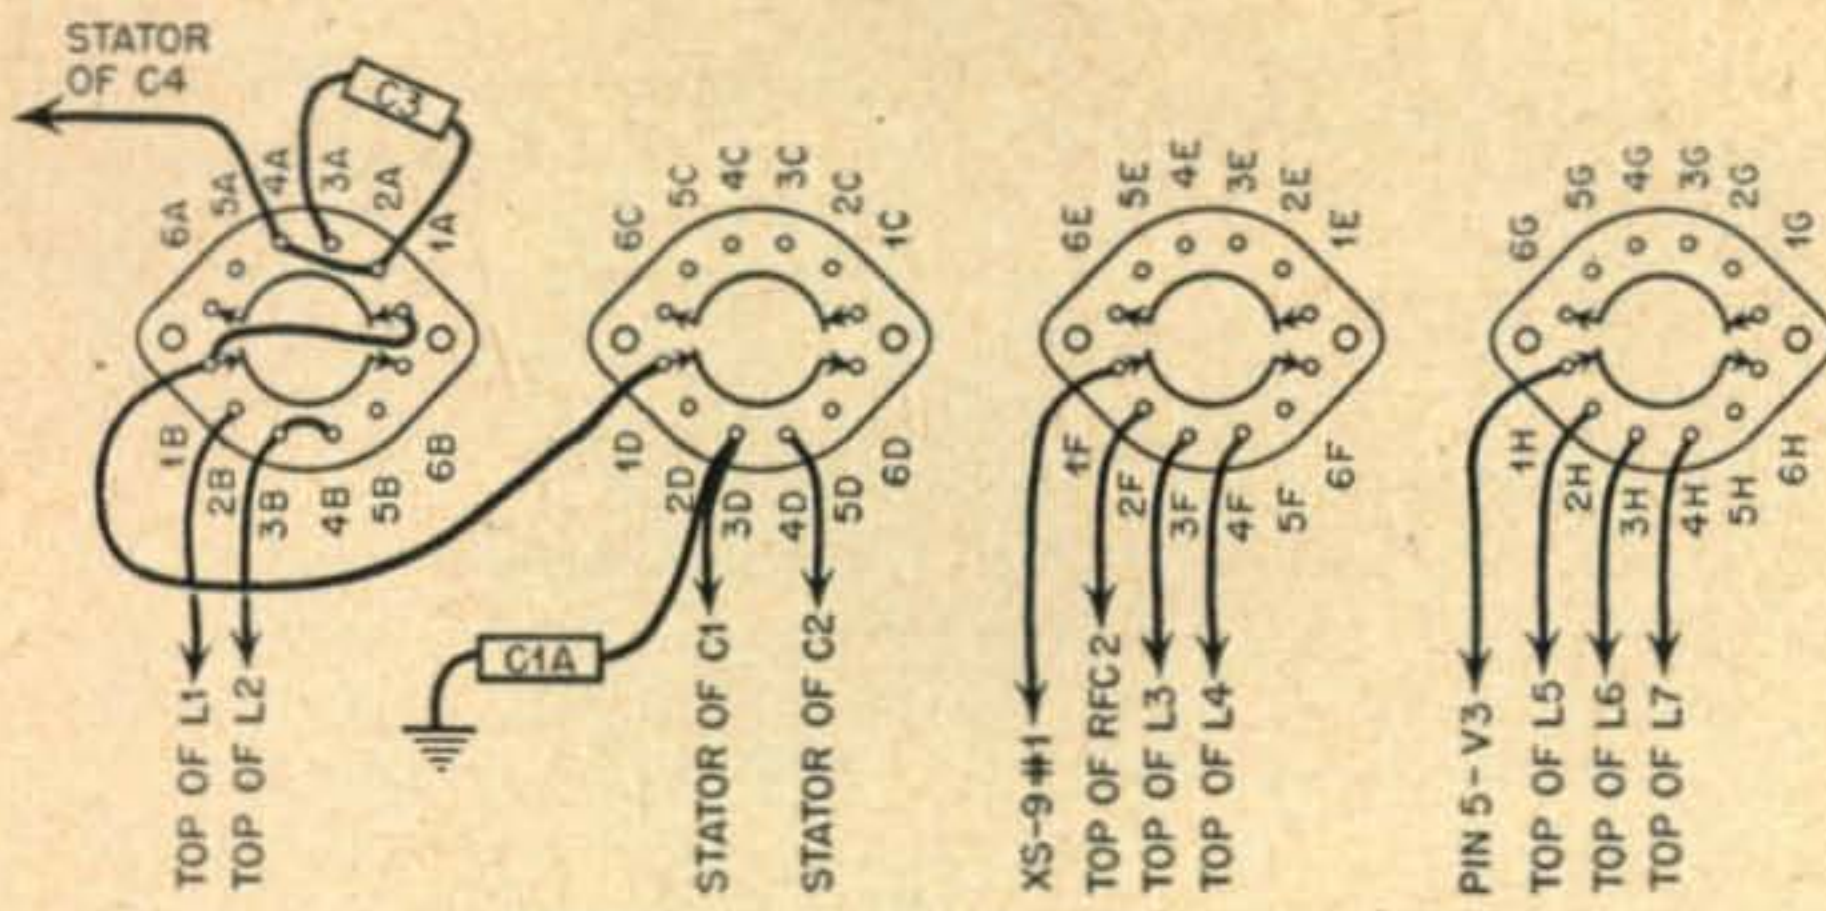 STATOR
OF C4
C3
6A
5A
4A
3A
2A
1A
1B
2B
3B
4B
5B
6B
TOP OF L1
TOP OF L2
6C
5C
4C
3C
2C
1C
1D
2D
3D
4D
5D
6D
C1A
STATOR OF C1
STATOR OF C2
6E
5E
4E
3E
2E
1E
1F
2F
3F
4F
5F
6F
XS-9#1
TOP OF RFC2
TOP OF L3
TOP OF L4
6G
5G
4G
3G
2G
1G
1H
2H
3H
4H
5H
6H
PIN 5-V3
TOP OF L5
TOP OF L6
TOP OF L7